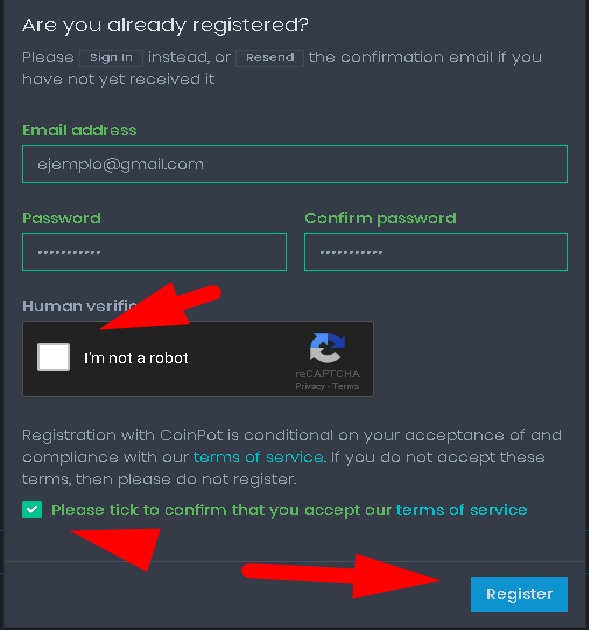 Are you already registered?
Please Sign In instead, or Resend the confirmation email if you
have not yet received it
Email address
ejemplo@gmail.com
Password Confirm password
••••••••••• •••••••••••
Human
I'm not a robot
reCAPTCHA
Privacy - Terms
Registration with CoinPot is conditional on your acceptance of and
compliance with our terms of service. If you do not accept these
terms, then please do not register.
Please tick to confirm that you accept our terms of service
Register